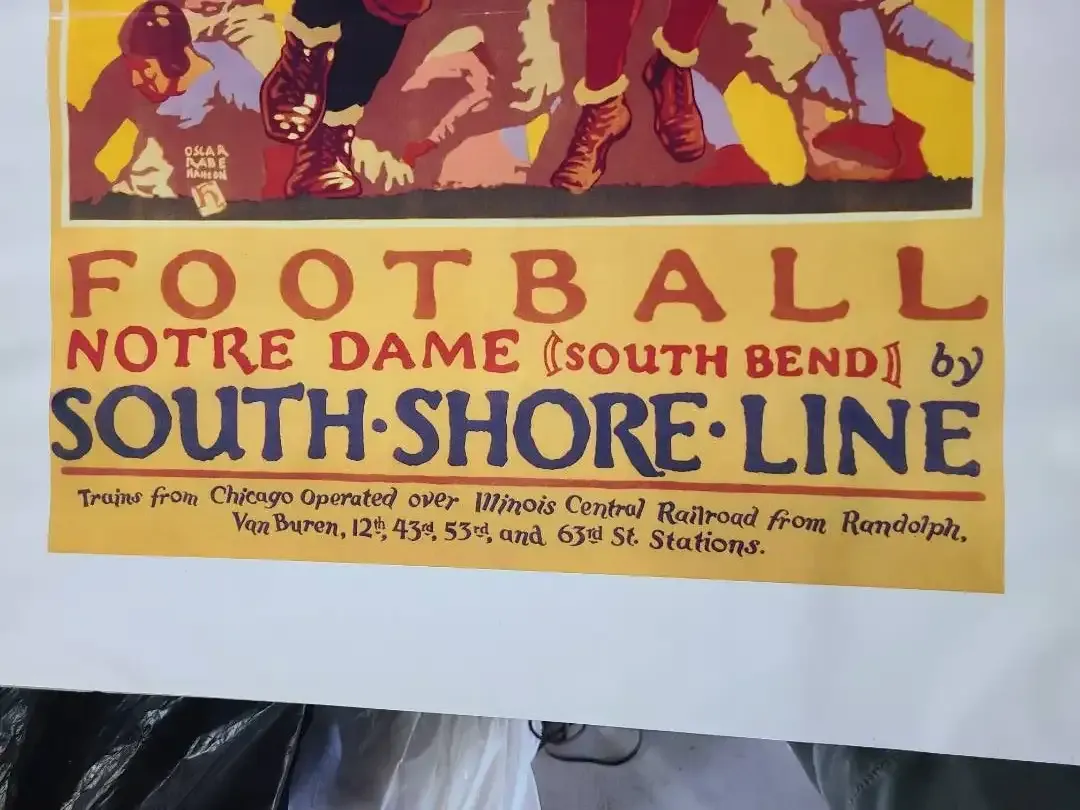 OSCAR
RABE
HANSON
FOOTBALL
NOTRE DAME (SOUTH BEND) by
SOUTH·SHORE·LINE
Trains from Chicago Operated over Illinois Central Railroad from Randolph,
Van Buren, 12th, 43rd, 53rd, and 63rd St. Stations.